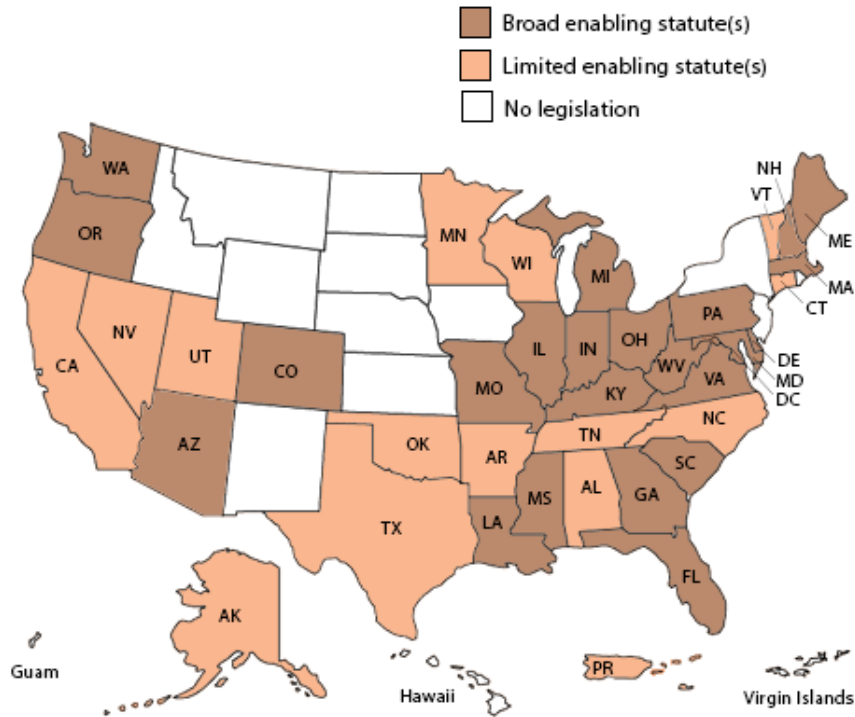 Broad enabling statute(s)
Limited enabling statute(s)
No legislation
WA
NH
VT
OR
MN
ME
WI
MI
MA
CT
PA
NV
OH
IL
IN
CA
UT
CO
WV
DE
MD
MO
VA
DC
KY
NC
AZ
OK
TN
AR
SC
MS
AL
GA
TX
LA
FL
AK
Guam
PR
Hawaii
Virgin Islands